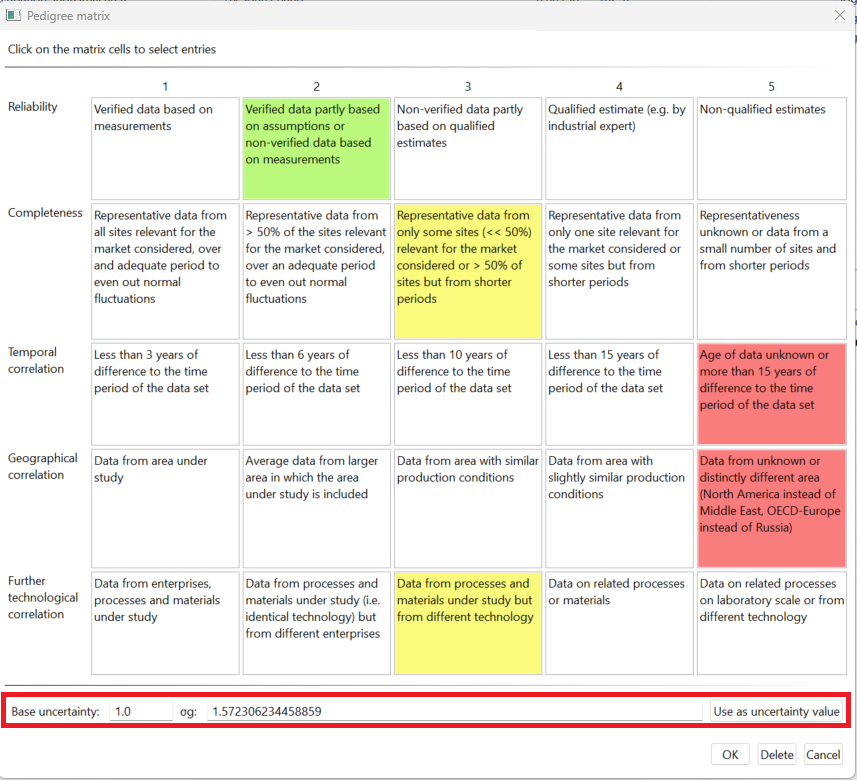 Pedigree matrix
Click on the matrix cells to select entries
1
2
3
4
5
Reliability
Verified data based on
measurements
Verified data partly based
on assumptions or
non-verified data based
on measurements
Non-verified data partly
based on qualified
estimates
Qualified estimate (e.g. by
industrial expert)
Non-qualified estimates
Completeness
Representative data from
all sites relevant for the
market considered, over
and adequate period to
even out normal
fluctuations
Representative data from
> 50% of the sites relevant
for the market considered,
over an adequate period
to even out normal
fluctuations
Representative data from
only some sites (<< 50%)
relevant for the market
considered or > 50% of
sites but from shorter
periods
Representative data from
only one site relevant for
the market considered or
some sites but from
shorter periods
Representativeness
unknown or data from a
small number of sites and
from shorter periods
Temporal
correlation
Less than 3 years of
difference to the time
period of the data set
Less than 6 years of
difference to the time
period of the data set
Less than 10 years of
difference to the time
period of the data set
Less than 15 years of
difference to the time
period of the data set
Age of data unknown or
more than 15 years of
difference to the time
period of the data set
Geographical
correlation
Data from area under
study
Average data from larger
area in which the area
under study is included
Data from area with similar
production conditions
Data from area with
slightly similar production
conditions
Data from unknown or
distinctly different area
(North America instead of
Middle East, OECD-Europe
instead of Russia)
Further
technological
correlation
Data from enterprises,
processes and materials
under study
Data from processes and
materials under study (i.e.
identical technology) but
from different enterprises
Data from processes and
materials under study but
from different technology
Data on related processes
or materials
Data on related processes
on laboratory scale or from
different technology
Base uncertainty: 1.0 σg: 1.572306234458859 Use as uncertainty value
OK Delete Cancel